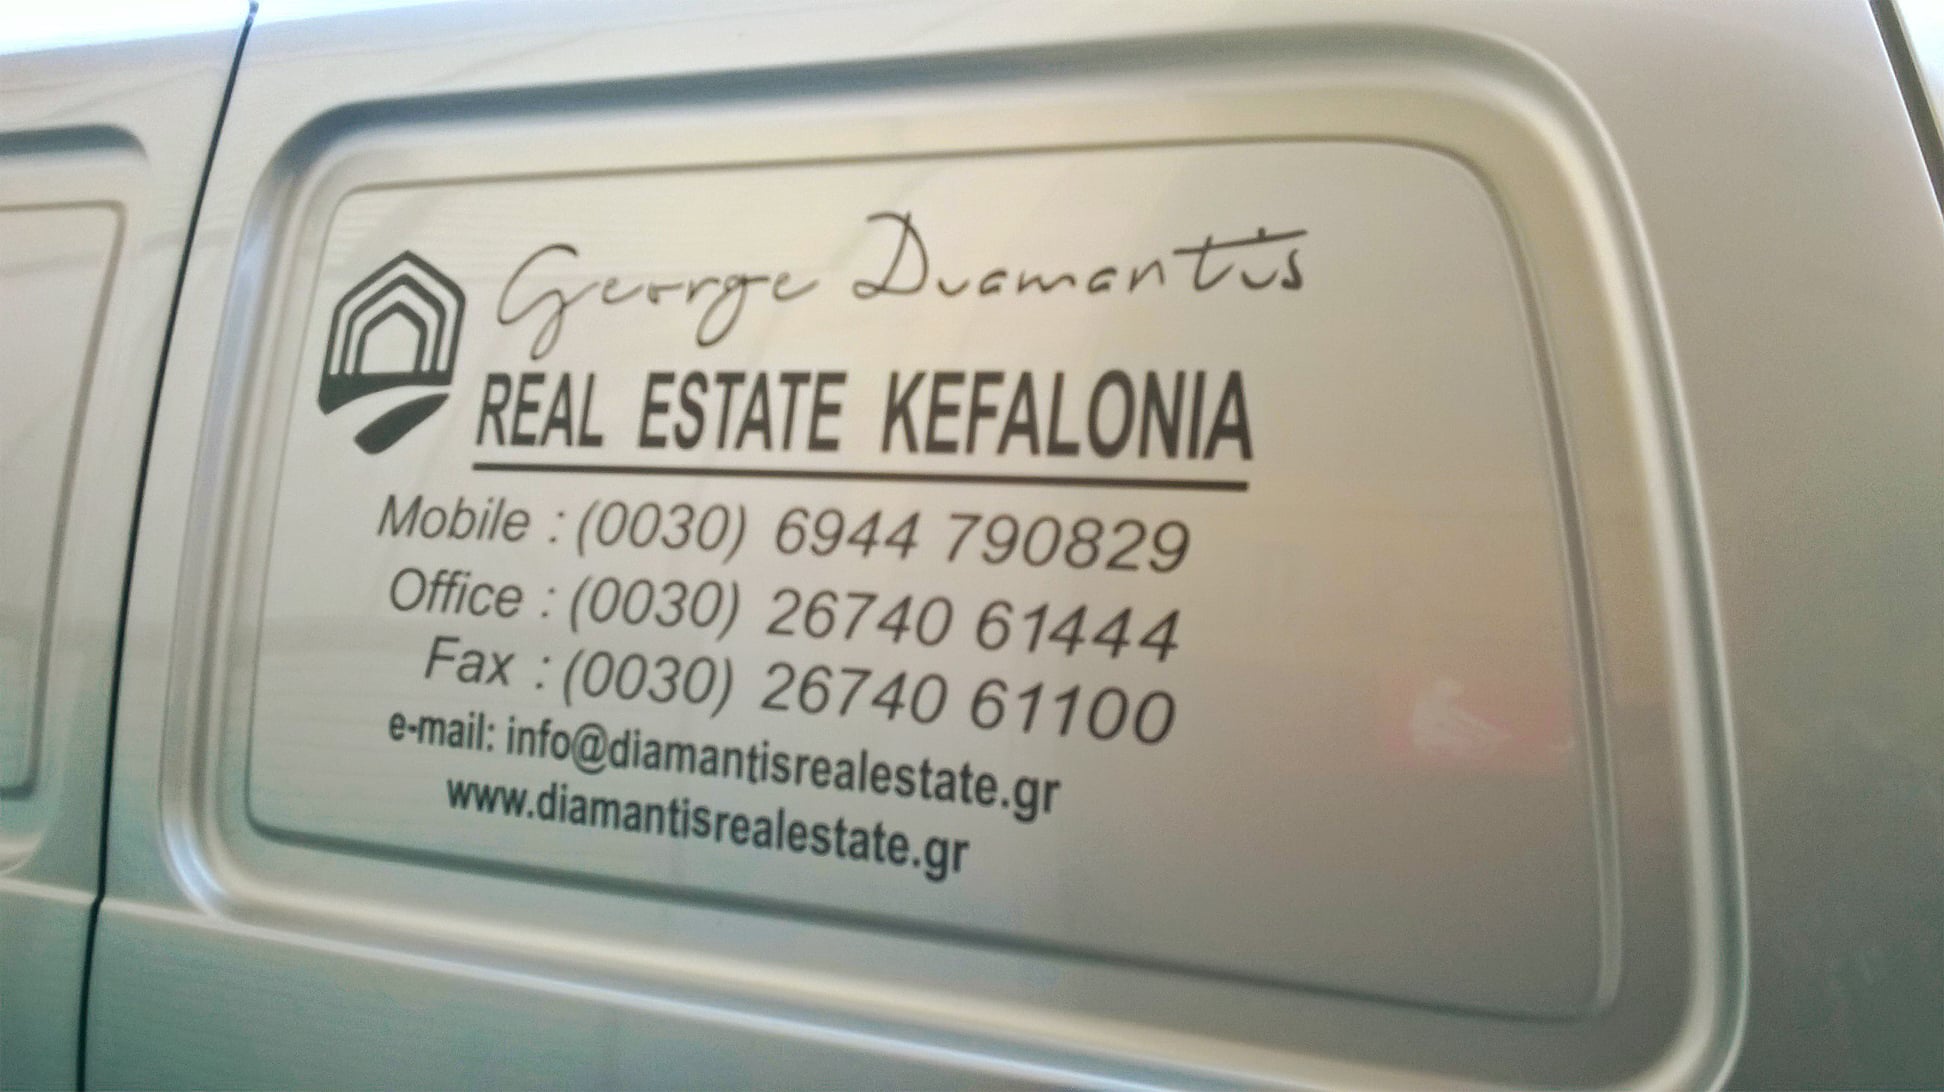 George Diamantis
REAL ESTATE KEFALONIA
Mobile : (0030) 6944 790829
Office : (0030) 26740 61444
Fax : (0030) 26740 61100
e-mail: info@diamantisrealestate.gr
www.diamantisrealestate.gr